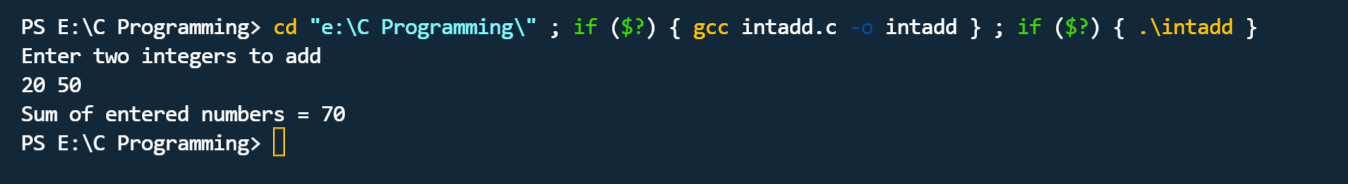 PS E:\C Programming> cd "e:\C Programming\" ; if ($?) { gcc intadd.c -o intadd } ; if ($?) { .\intadd }
Enter two integers to add
20 50
Sum of entered numbers = 70
PS E:\C Programming>